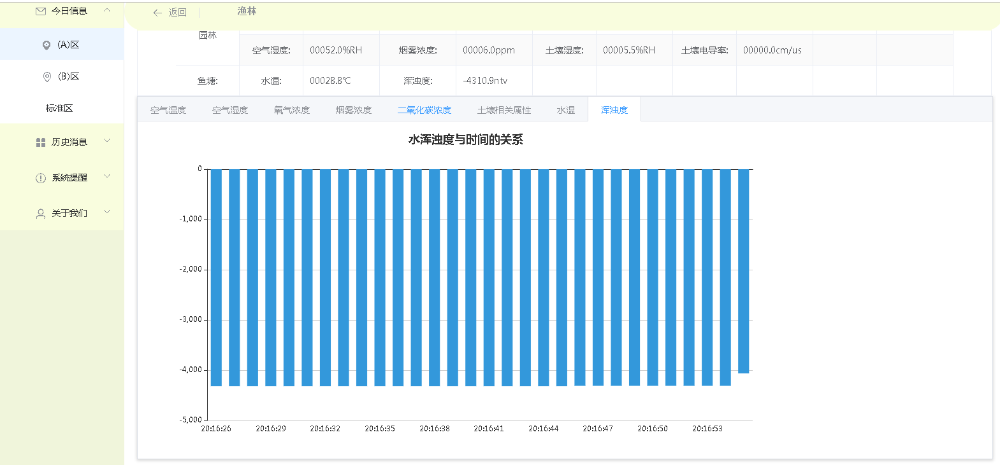 今日信息
(A)区
(B)区
标准区
历史消息
系统提醒
关于我们
返回 渔林
园林
空气湿度: 00052.0%RH 烟雾浓度: 00006.0ppm 土壤湿度: 00005.5%RH 土壤电导率: 00000.0cm/us
鱼塘: 水温: 00028.8℃ 浑浊度: -4310.9ntv
空气温度 空气湿度 氧气浓度 烟雾浓度 二氧化碳浓度 土壤相关属性 水温 浑浊度
水浑浊度与时间的关系
0
-1,000
-2,000
-3,000
-4,000
-5,000
20:16:26 20:16:29 20:16:32 20:16:35 20:16:38 20:16:41 20:16:44 20:16:47 20:16:50 20:16:53